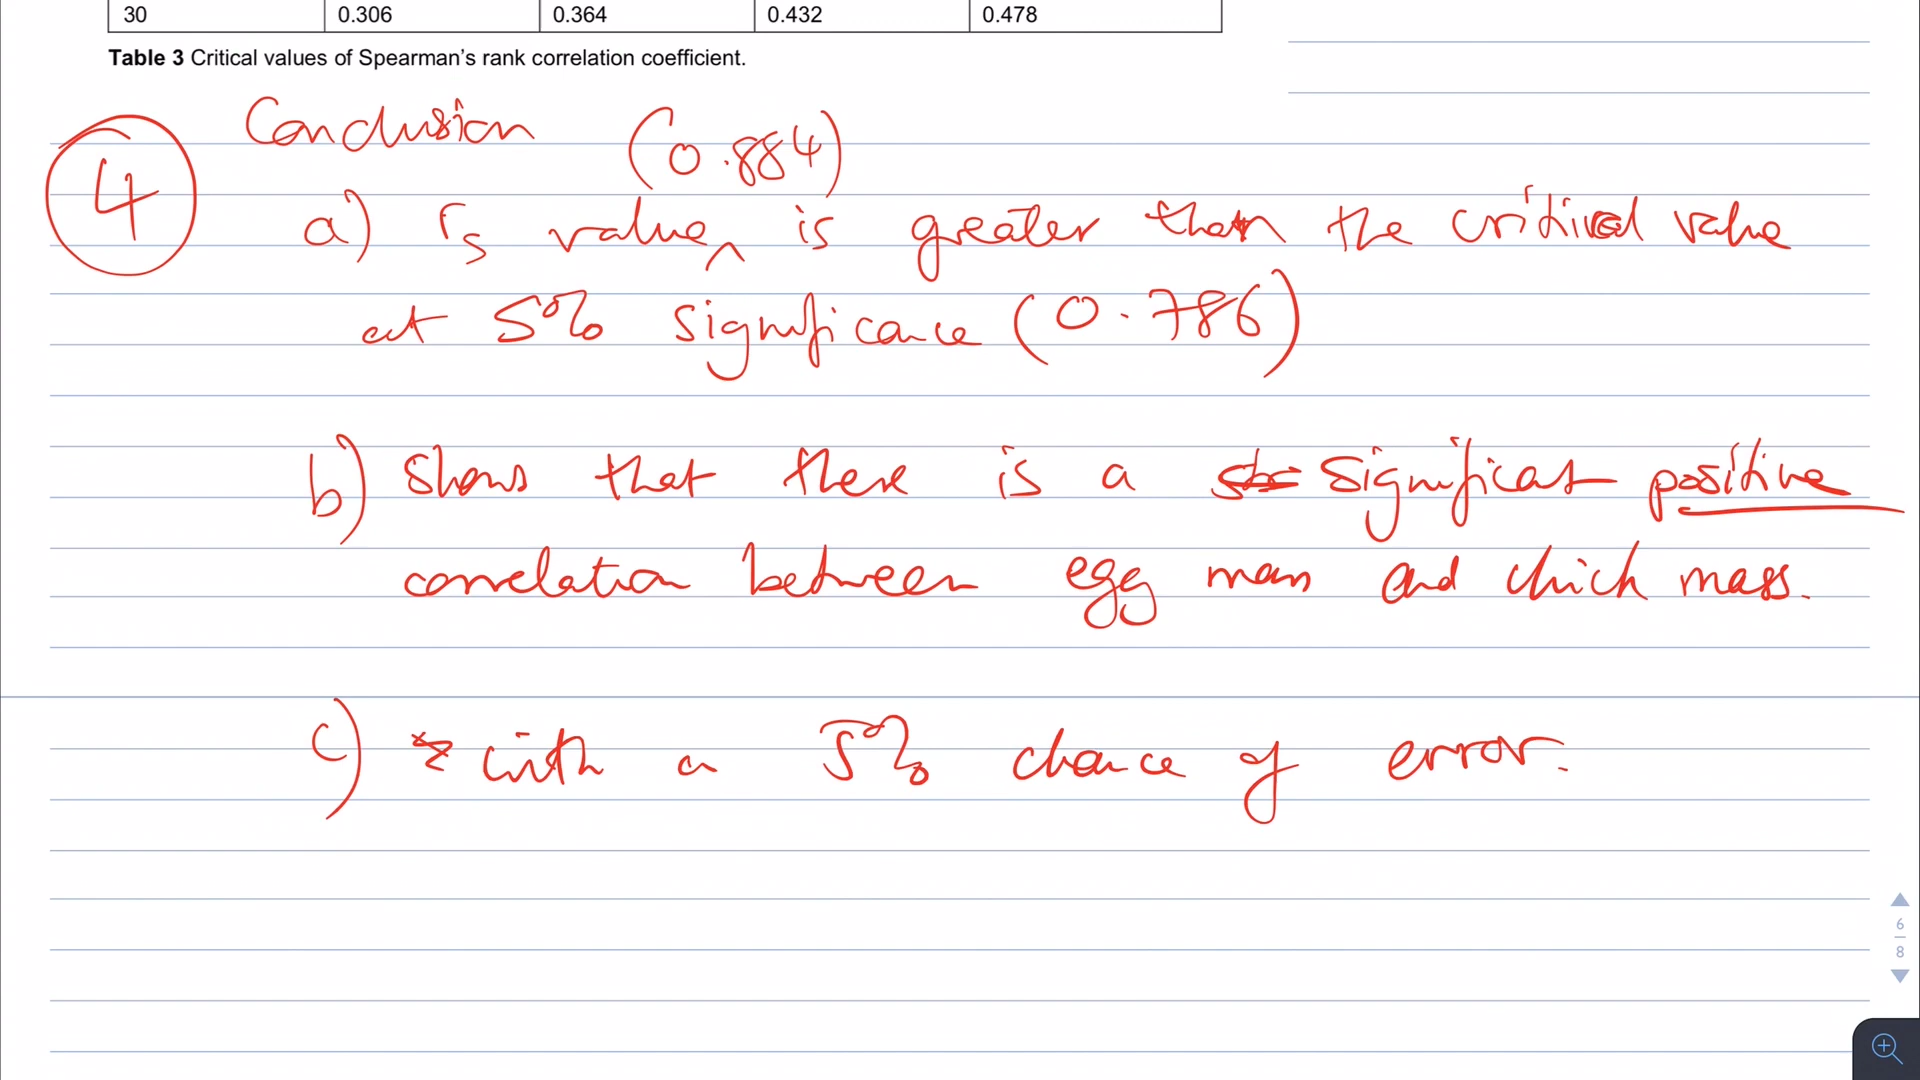 30 0.306 0.364 0.432 0.478
Table 3 Critical values of Spearman's rank correlation coefficient.
4
Conclusion (0.884)
a) rs value is greater than the critical value
at 5% significance (0.786)
b) shows that there is a significant positive
correlation between egg mass and chick mass.
c) with a 5% chance of error.
6
8